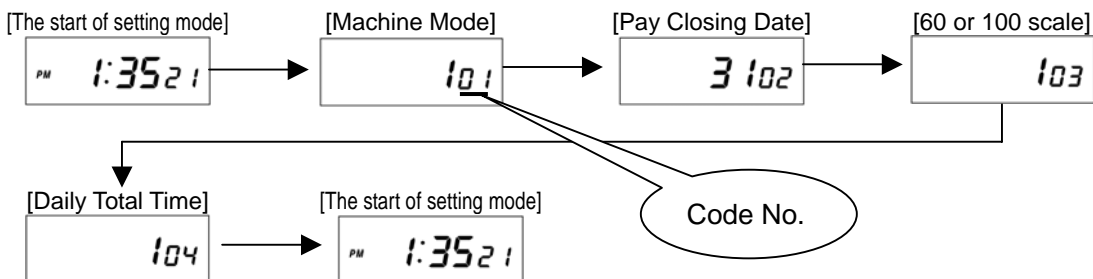 [The start of setting mode] [Machine Mode] [Pay Closing Date] [60 or 100 scale]
PM 1:35 21 1 01 31 02 1 03
[Daily Total Time] [The start of setting mode]
Code No.
1 04 PM 1:35 21